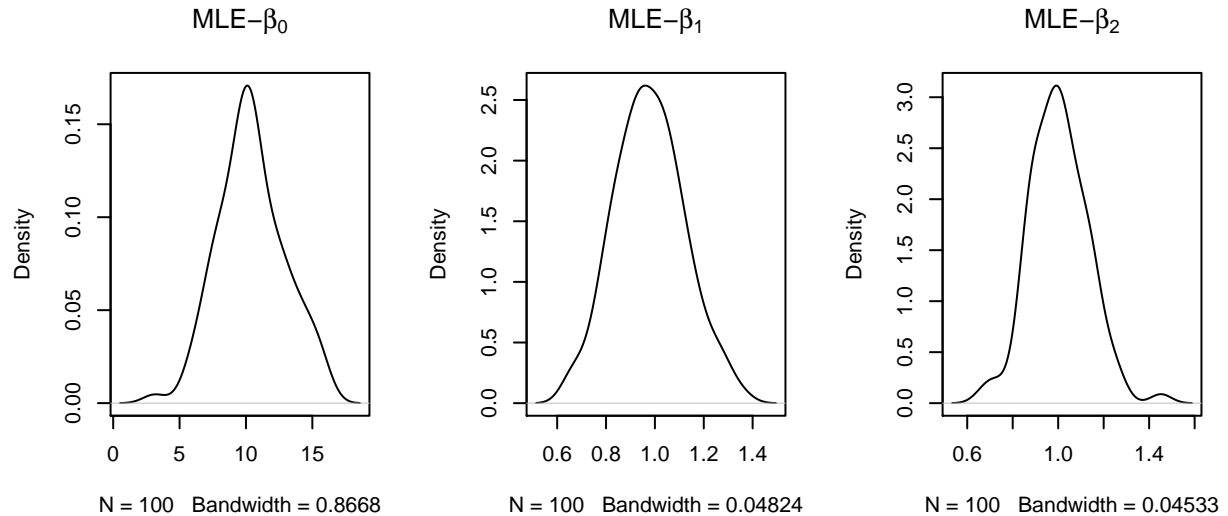 MLE−β0
Density
0.00 0.05 0.10 0.15
0 5 10 15
N = 100 Bandwidth = 0.8668
MLE−β1
Density
0.0 0.5 1.0 1.5 2.0 2.5
0.6 0.8 1.0 1.2 1.4
N = 100 Bandwidth = 0.04824
MLE−β2
Density
0.0 0.5 1.0 1.5 2.0 2.5 3.0
0.6 1.0 1.4
N = 100 Bandwidth = 0.04533